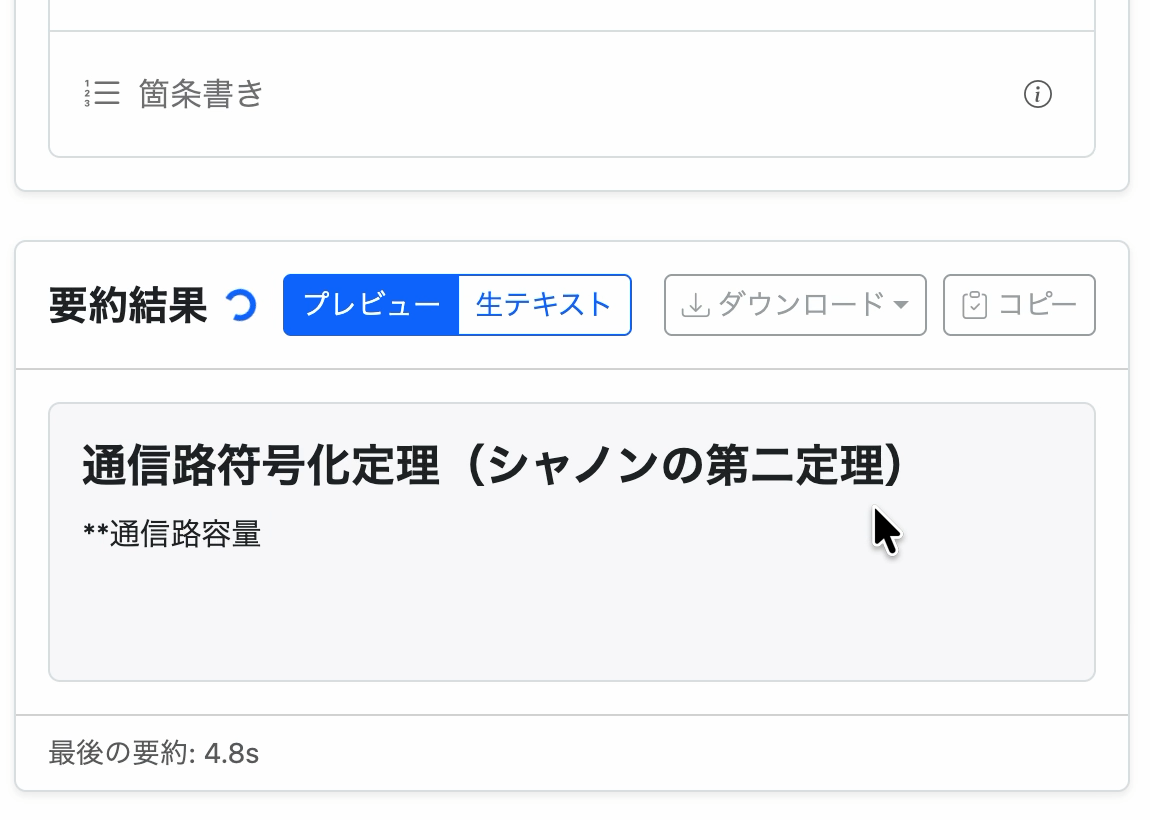 箇条書き
要約結果 プレビュー 生テキスト ダウンロード コピー
通信路符号化定理（シャノンの第二定理）
**通信路容量
最後の要約: 4.8s